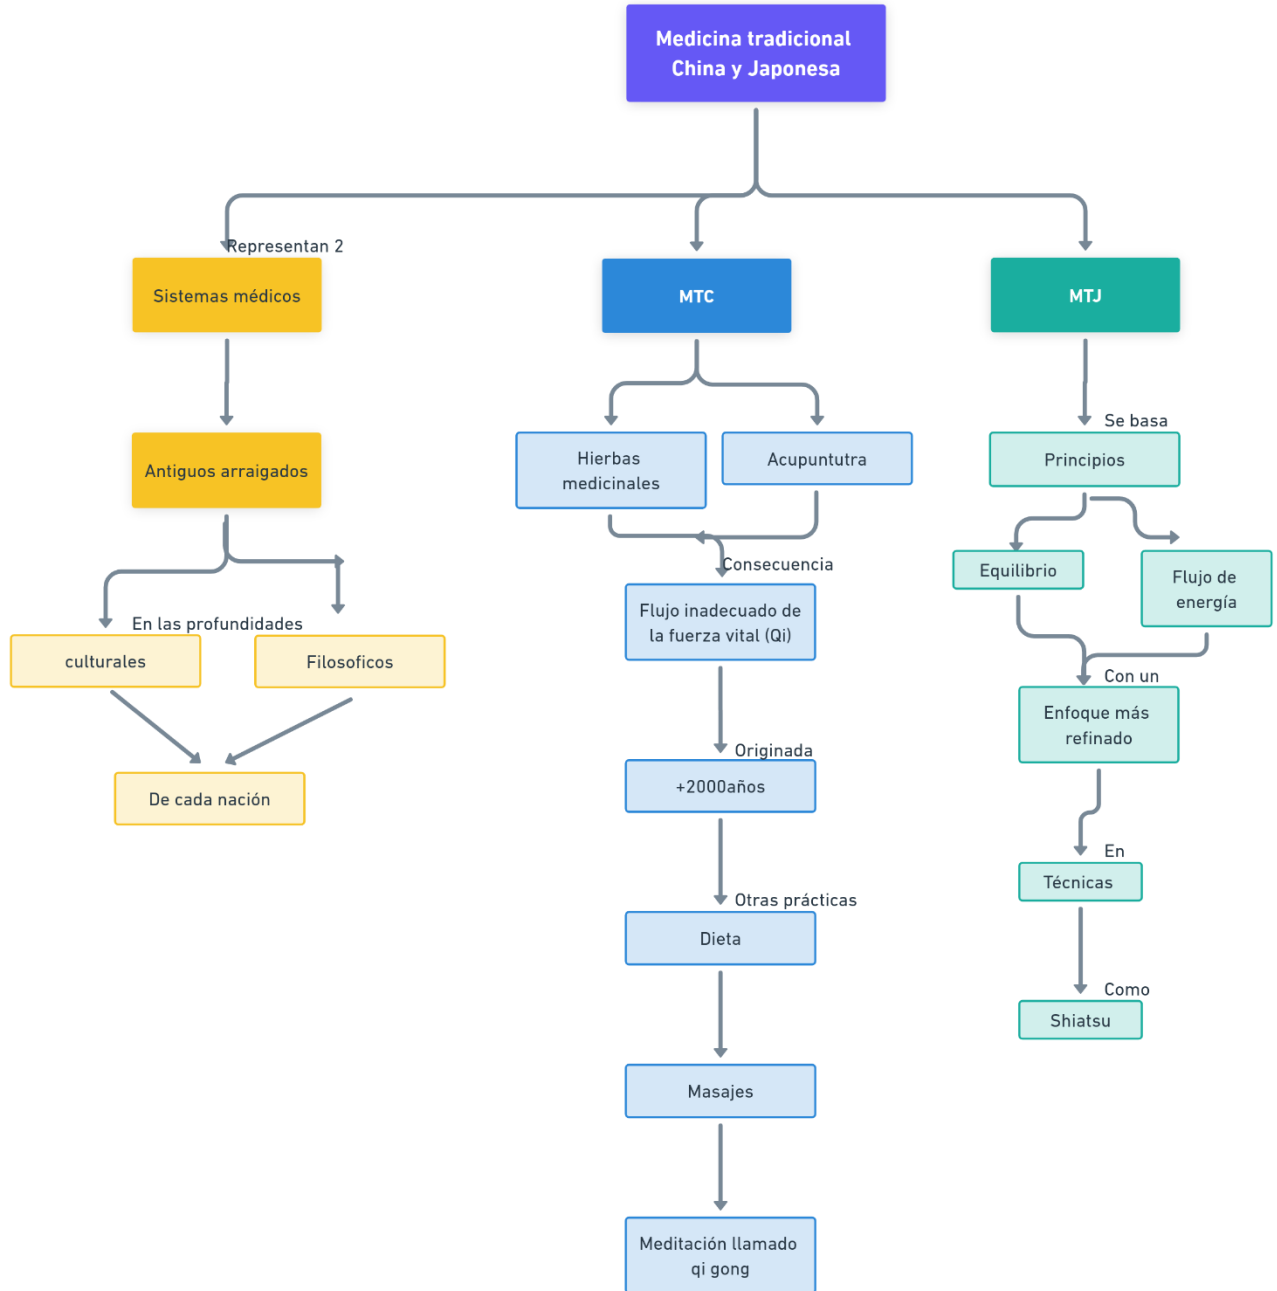 Medicina tradicional
China y Japonesa
Representan 2
Sistemas médicos
MTC
MTJ
Antiguos arraigados
Hierbas
medicinales
Acupuntutra
Se basa
Principios
Consecuencia
Equilibrio
Flujo de
energía
En las profundidades
culturales
Filosoficos
Flujo inadecuado de
la fuerza vital (Qi)
Con un
Enfoque más
refinado
De cada nación
Originada
+2000años
En
Técnicas
Otras prácticas
Dieta
Como
Shiatsu
Masajes
Meditación llamado
qi gong